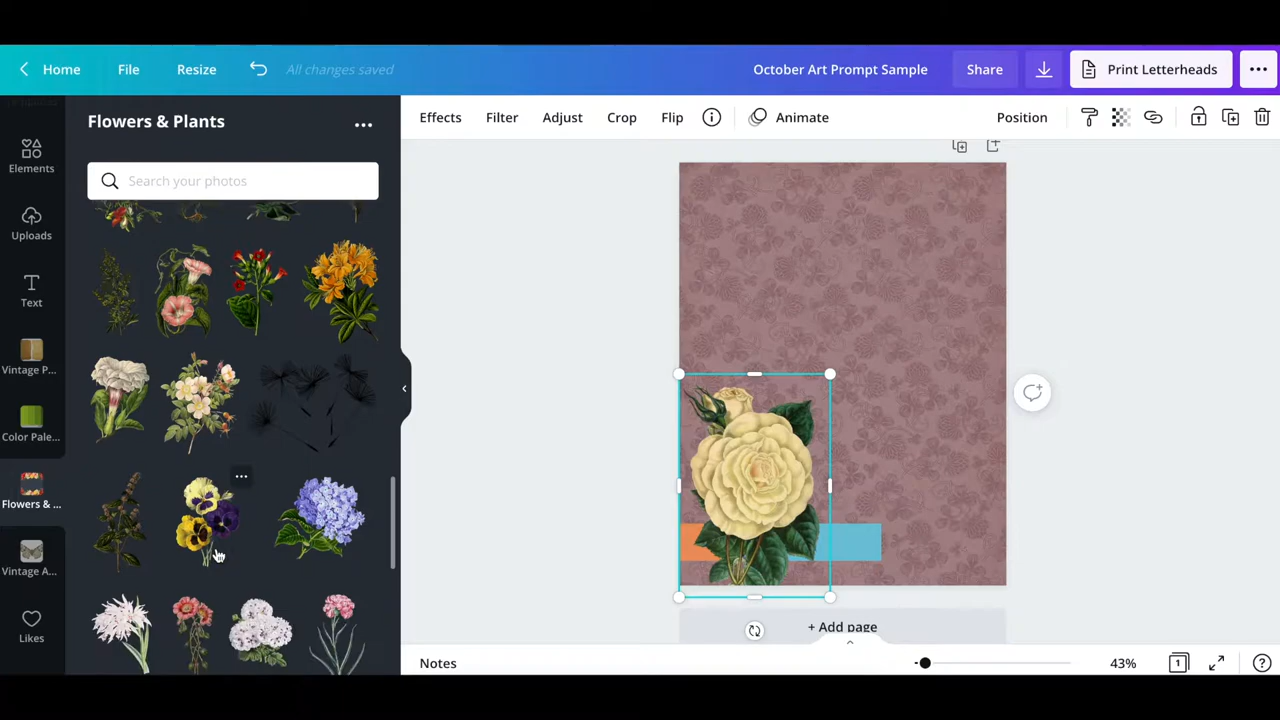 Home File Resize All changes saved October Art Prompt Sample Share Print Letterheads
Effects Filter Adjust Crop Flip Animate Position
Flowers & Plants
Search your photos
Elements
Uploads
Text
Vintage P...
Color Pale...
Flowers & ...
Vintage A...
Likes
+ Add page
Notes 43% 1